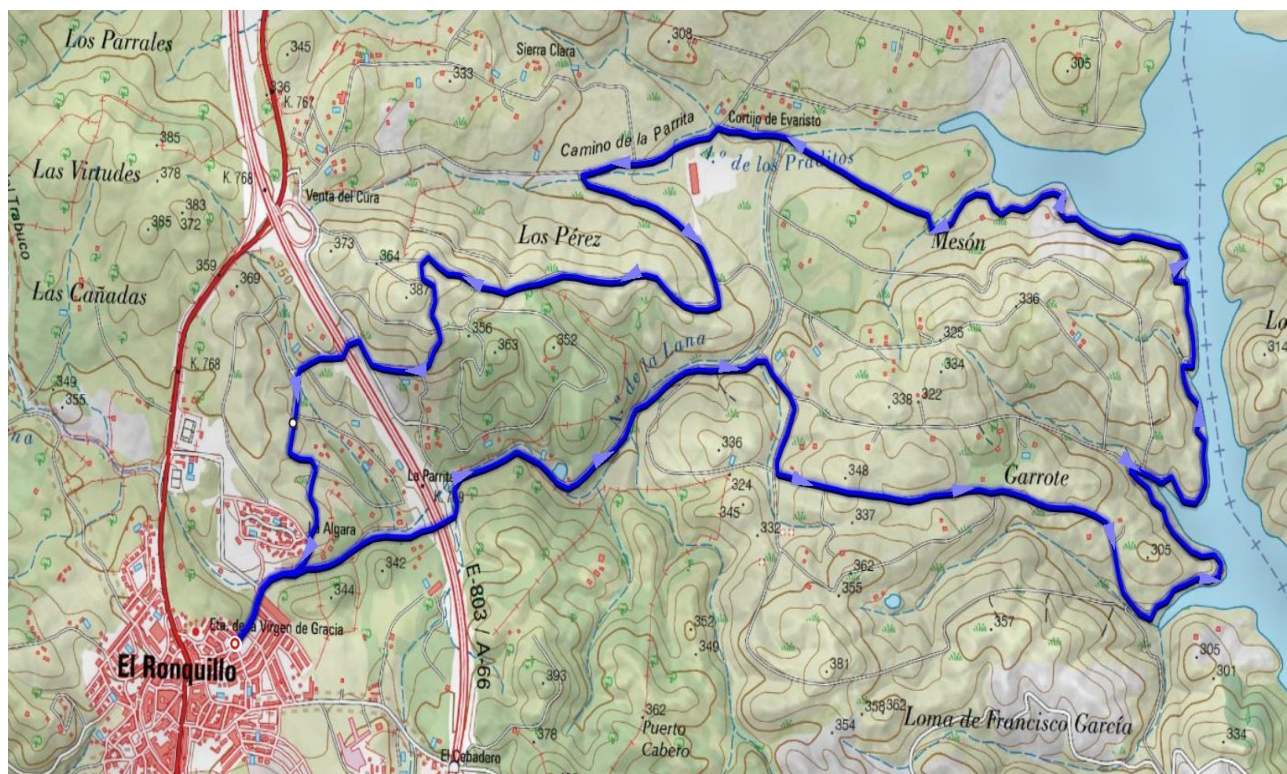 Los Parrales
345
336
K. 767
333
Sierra Clara
308
305
385
Las Virtudes
378
383
385
372
K. 768
Venta del Cura
Camino de la Parrita
Cortijo de Evaristo
A.º de los Praditos
Trabuco
359
369
350
373
364
387
Los Pérez
Mesón
Las Cañadas
356
363
352
A.º de la Lana
336
325
334
322
338
314
K. 768
349
355
336
348
Garrote
La Parrita
324
345
332
337
La Algara
342
344
362
355
305
Eta. de la Virgen de Gracia
El Ronquillo
E-803 / A-66
352
349
357
381
305
301
393
362
378
Puerto
Cabero
358
362
354
Loma de Francisco García
334
El Cebadero